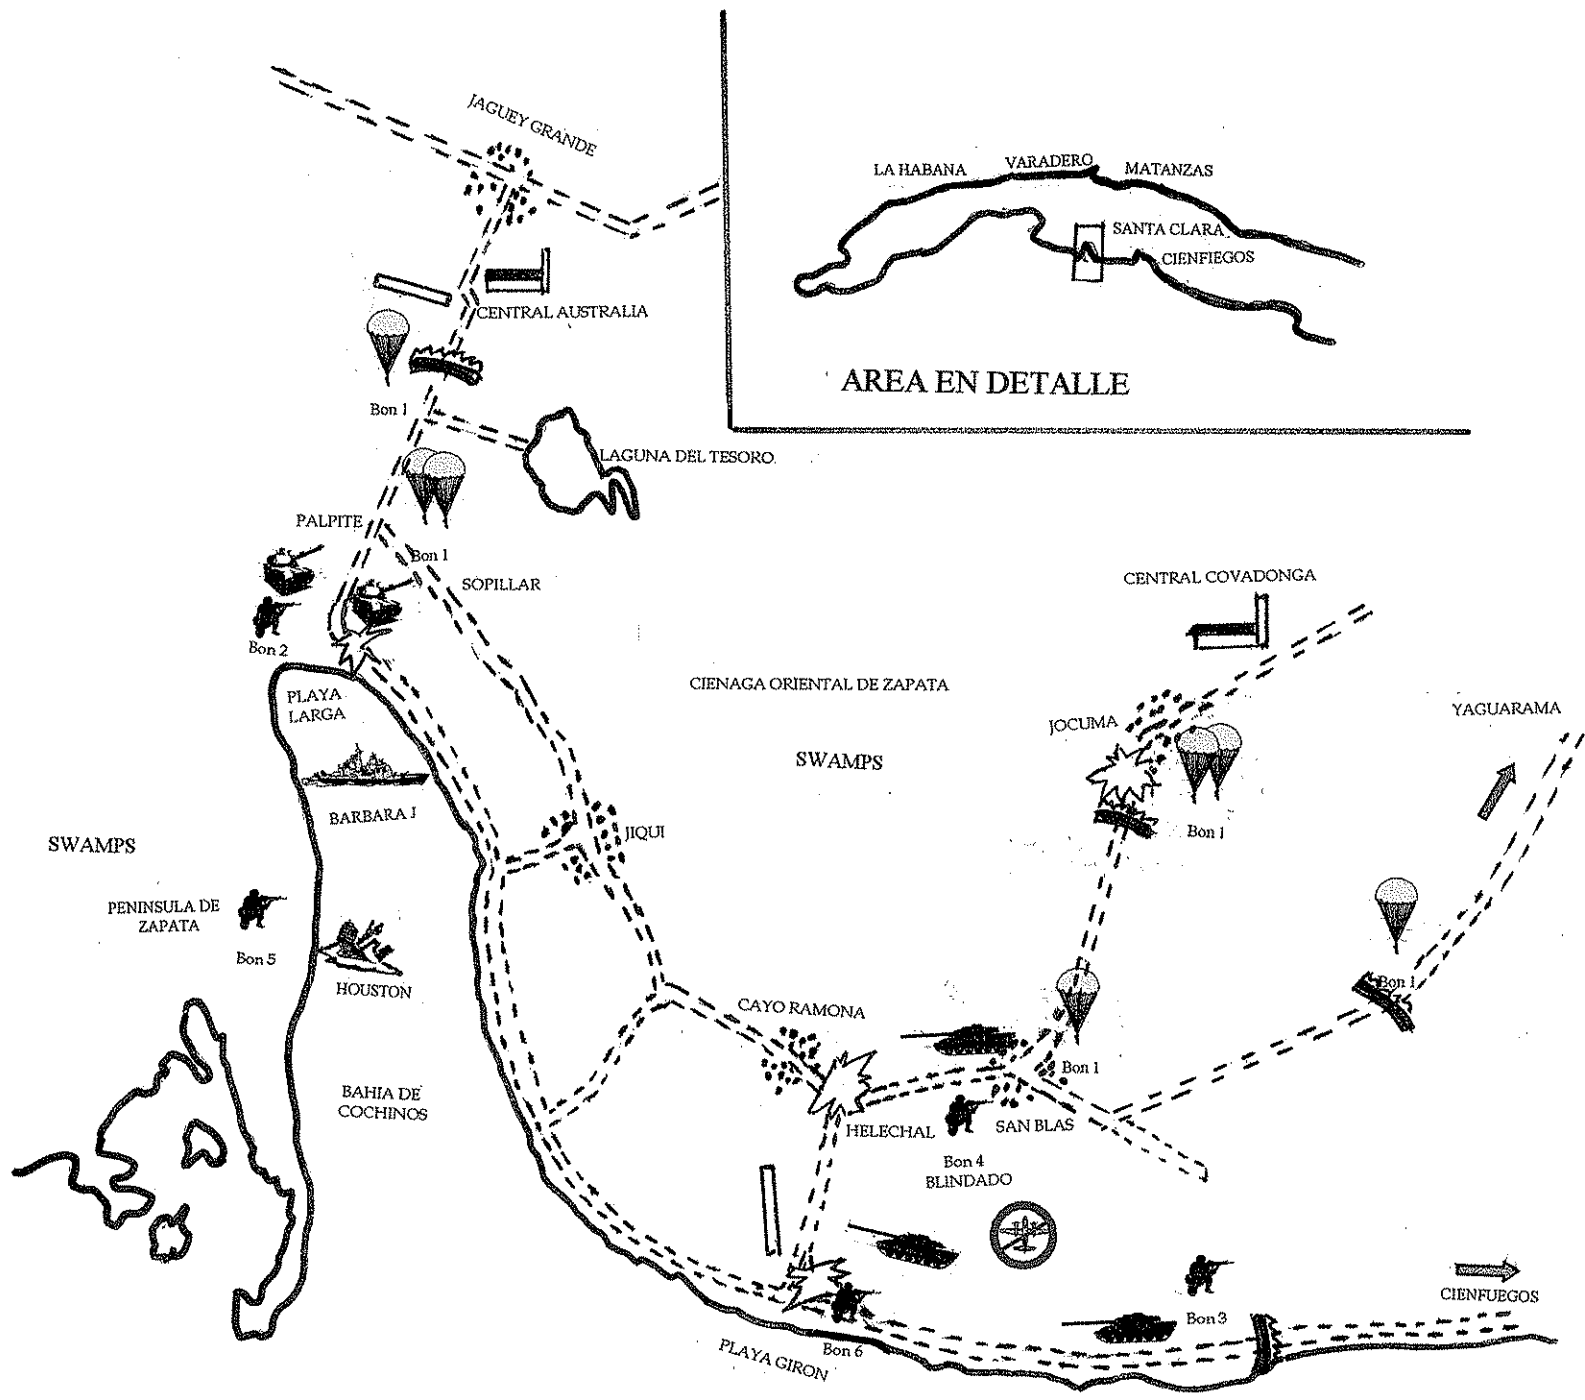 JAGUEY GRANDE
LA HABANA
VARADERO
MATANZAS
SANTA CLARA
CIENFIEGOS
AREA EN DETALLE
CENTRAL AUSTRALIA
Bon 1
LAGUNA DEL TESORO
PALPITE
Bon 1
SOPILLAR
Bon 2
CENTRAL COVADONGA
PLAYA
LARGA
CIENAGA ORIENTAL DE ZAPATA
JOCUMA
YAGUARAMA
SWAMPS
BARBARA J
JIQUI
Bon 1
SWAMPS
PENINSULA DE
ZAPATA
Bon 5
HOUSTON
Bon 1
CAYO RAMONA
Bon 1
BAHIA DE
COCHINOS
HELECHAL
SAN BLAS
Bon 4
BLINDADO
CIENFUEGOS
Bon 3
PLAYA GIRON
Bon 6